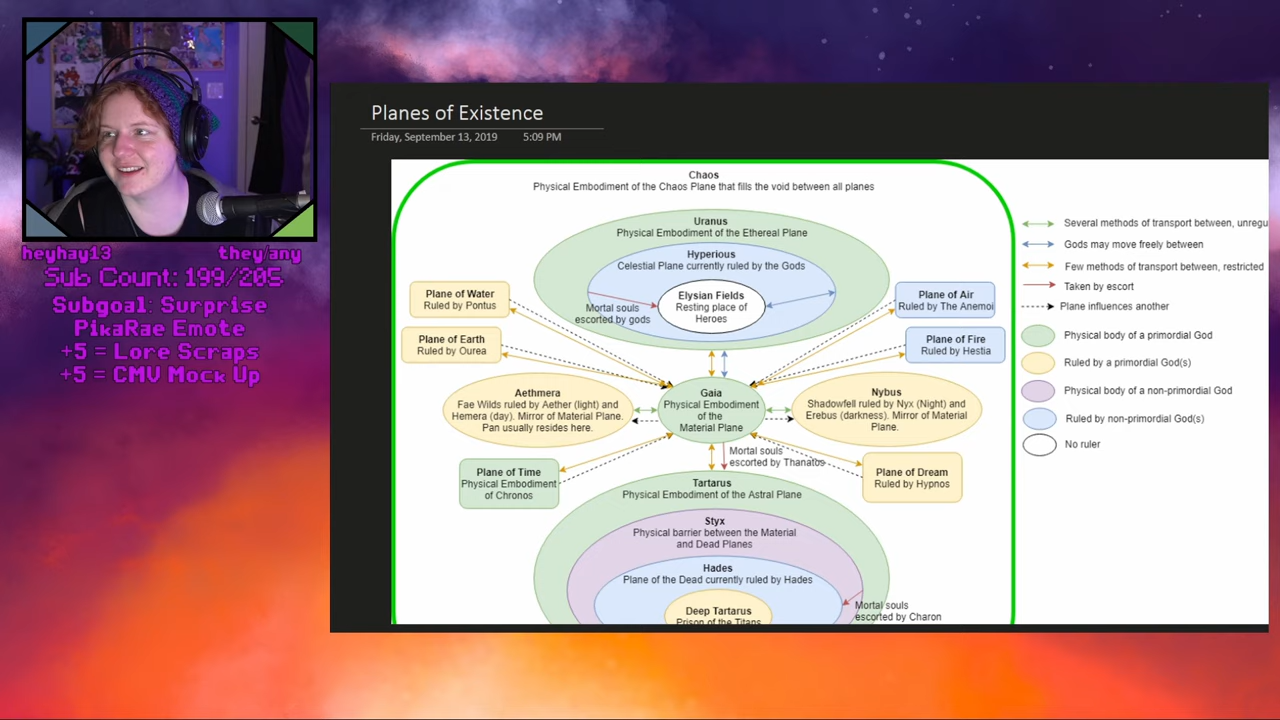 heyhay13 they/any
Sub Count: 199/205
Subgoal: Surprise
PikaRae Emote
+5 = Lore Scraps
+5 = CMV Mock Up
Planes of Existence
Friday, September 13, 2019 5:09 PM
Chaos
Physical Embodiment of the Chaos Plane that fills the void between all planes
Uranus
Physical Embodiment of the Ethereal Plane
Hyperious
Celestial Plane currently ruled by the Gods
Elysian Fields
Resting place of
Heroes
Mortal souls
escorted by gods
Plane of Water
Ruled by Pontus
Plane of Earth
Ruled by Ourea
Plane of Air
Ruled by The Anemoi
Plane of Fire
Ruled by Hestia
Aethmera
Fae Wilds ruled by Aether (light) and
Hemera (day). Mirror of Material Plane.
Pan usually resides here.
Gaia
Physical Embodiment
of the
Material Plane
Nybus
Shadowfell ruled by Nyx (Night) and
Erebus (darkness). Mirror of Material
Plane.
Mortal souls
escorted by Thanatos
Plane of Time
Physical Embodiment
of Chronos
Plane of Dream
Ruled by Hypnos
Tartarus
Physical Embodiment of the Astral Plane
Styx
Physical barrier between the Material
and Dead Planes
Hades
Plane of the Dead currently ruled by Hades
Deep Tartarus
Prison of the Titans
Mortal souls
escorted by Charon
Several methods of transport between, unregu
Gods may move freely between
Few methods of transport between, restricted
Taken by escort
Plane influences another
Physical body of a primordial God
Ruled by a primordial God(s)
Physical body of a non-primordial God
Ruled by non-primordial God(s)
No ruler